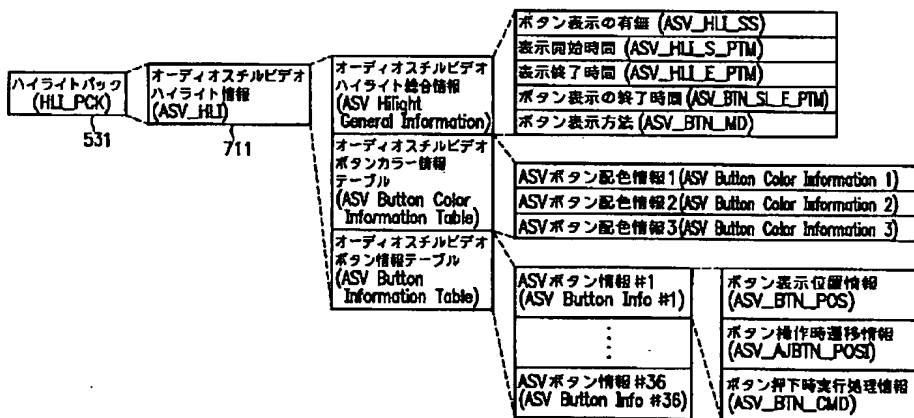 ハイライトパック
(HLI_PCK)
531
オーディオスチルビデオ
ハイライト情報
(ASV_HLI)
711
オーディオスチルビデオ
ハイライト総合情報
(ASV Hilight
General Information)
オーディオスチルビデオ
ボタンカラー情報
テーブル
(ASV Button Color
Information Table)
オーディオスチルビデオ
ボタン情報テーブル
(ASV Button
Information Table)
ボタン表示の有無 (ASV_HLI_SS)
表示開始時間 (ASV_HLI_S_PTM)
表示終了時間 (ASV_HLI_E_PTM)
ボタン表示の終了時間 (ASV_BTN_SL_E_PTM)
ボタン表示方法 (ASV_BTN_MD)
ASVボタン配色情報1 (ASV Button Color Information 1)
ASVボタン配色情報2 (ASV Button Color Information 2)
ASVボタン配色情報3 (ASV Button Color Information 3)
ASVボタン情報 #1
(ASV Button Info #1)
⋮
ASVボタン情報 #36
(ASV Button Info #36)
ボタン表示位置情報
(ASV_BTN_POS)
ボタン操作時遷移情報
(ASV_AJBTN_POSI)
ボタン押下時実行処理情報
(ASV_BTN_CMD)